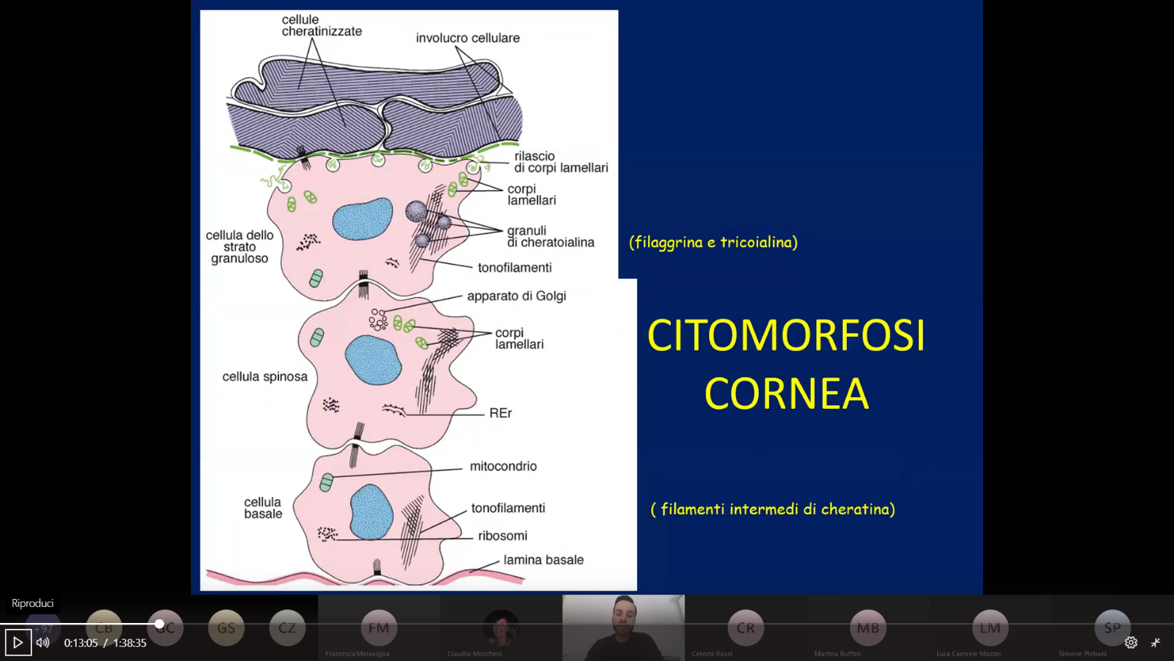 cellule
cheratinizzate
involucro cellulare
rilascio
di corpi lamellari
corpi
lamellari
granuli
di cheratoialina
(filaggrina e tricoialina)
cellula dello
strato
granuloso
tonofilamenti
apparato di Golgi
corpi
lamellari
CITOMORFOSI
CORNEA
cellula spinosa
REr
mitocondrio
cellula
basale
tonofilamenti
( filamenti intermedi di cheratina)
ribosomi
lamina basale
Riproduci
+97
CB
GC
GS
CZ
FM
CR
MB
LM
SP
Francesca Meraviglia
Claudia Moscheni
Celeste Rossi
Martina Buffon
Luca Carmine Mazzei
Simone Plebani
0:13:05 / 1:38:35